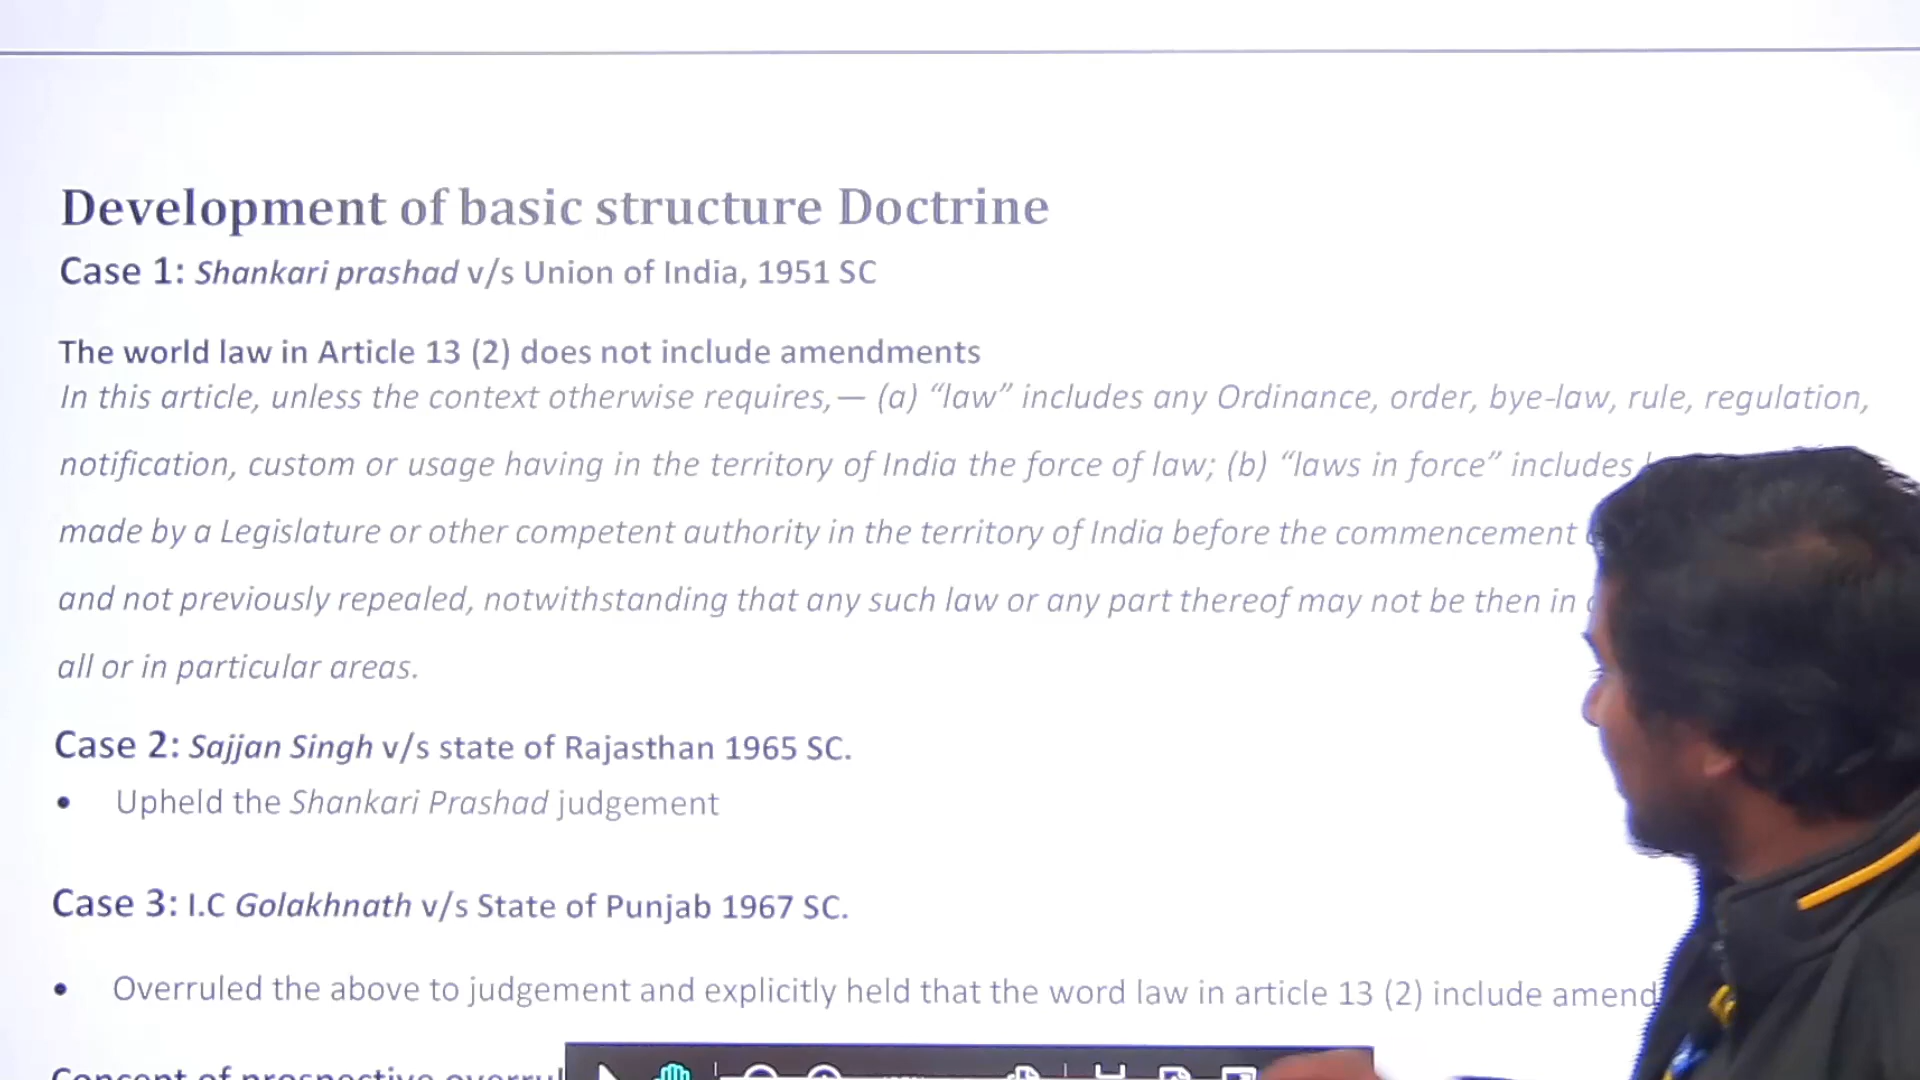 Development of basic structure Doctrine
Case 1: Shankari prashad v/s Union of India, 1951 SC
The world law in Article 13 (2) does not include amendments
In this article, unless the context otherwise requires,— (a) “law” includes any Ordinance, order, bye-law, rule, regulation,
notification, custom or usage having in the territory of India the force of law; (b) “laws in force” includes
made by a Legislature or other competent authority in the territory of India before the commencement
and not previously repealed, notwithstanding that any such law or any part thereof may not be then in
all or in particular areas.
Case 2: Sajjan Singh v/s state of Rajasthan 1965 SC.
• Upheld the Shankari Prashad judgement
Case 3: I.C Golakhnath v/s State of Punjab 1967 SC.
• Overruled the above to judgement and explicitly held that the word law in article 13 (2) include amend
Concept of prospective